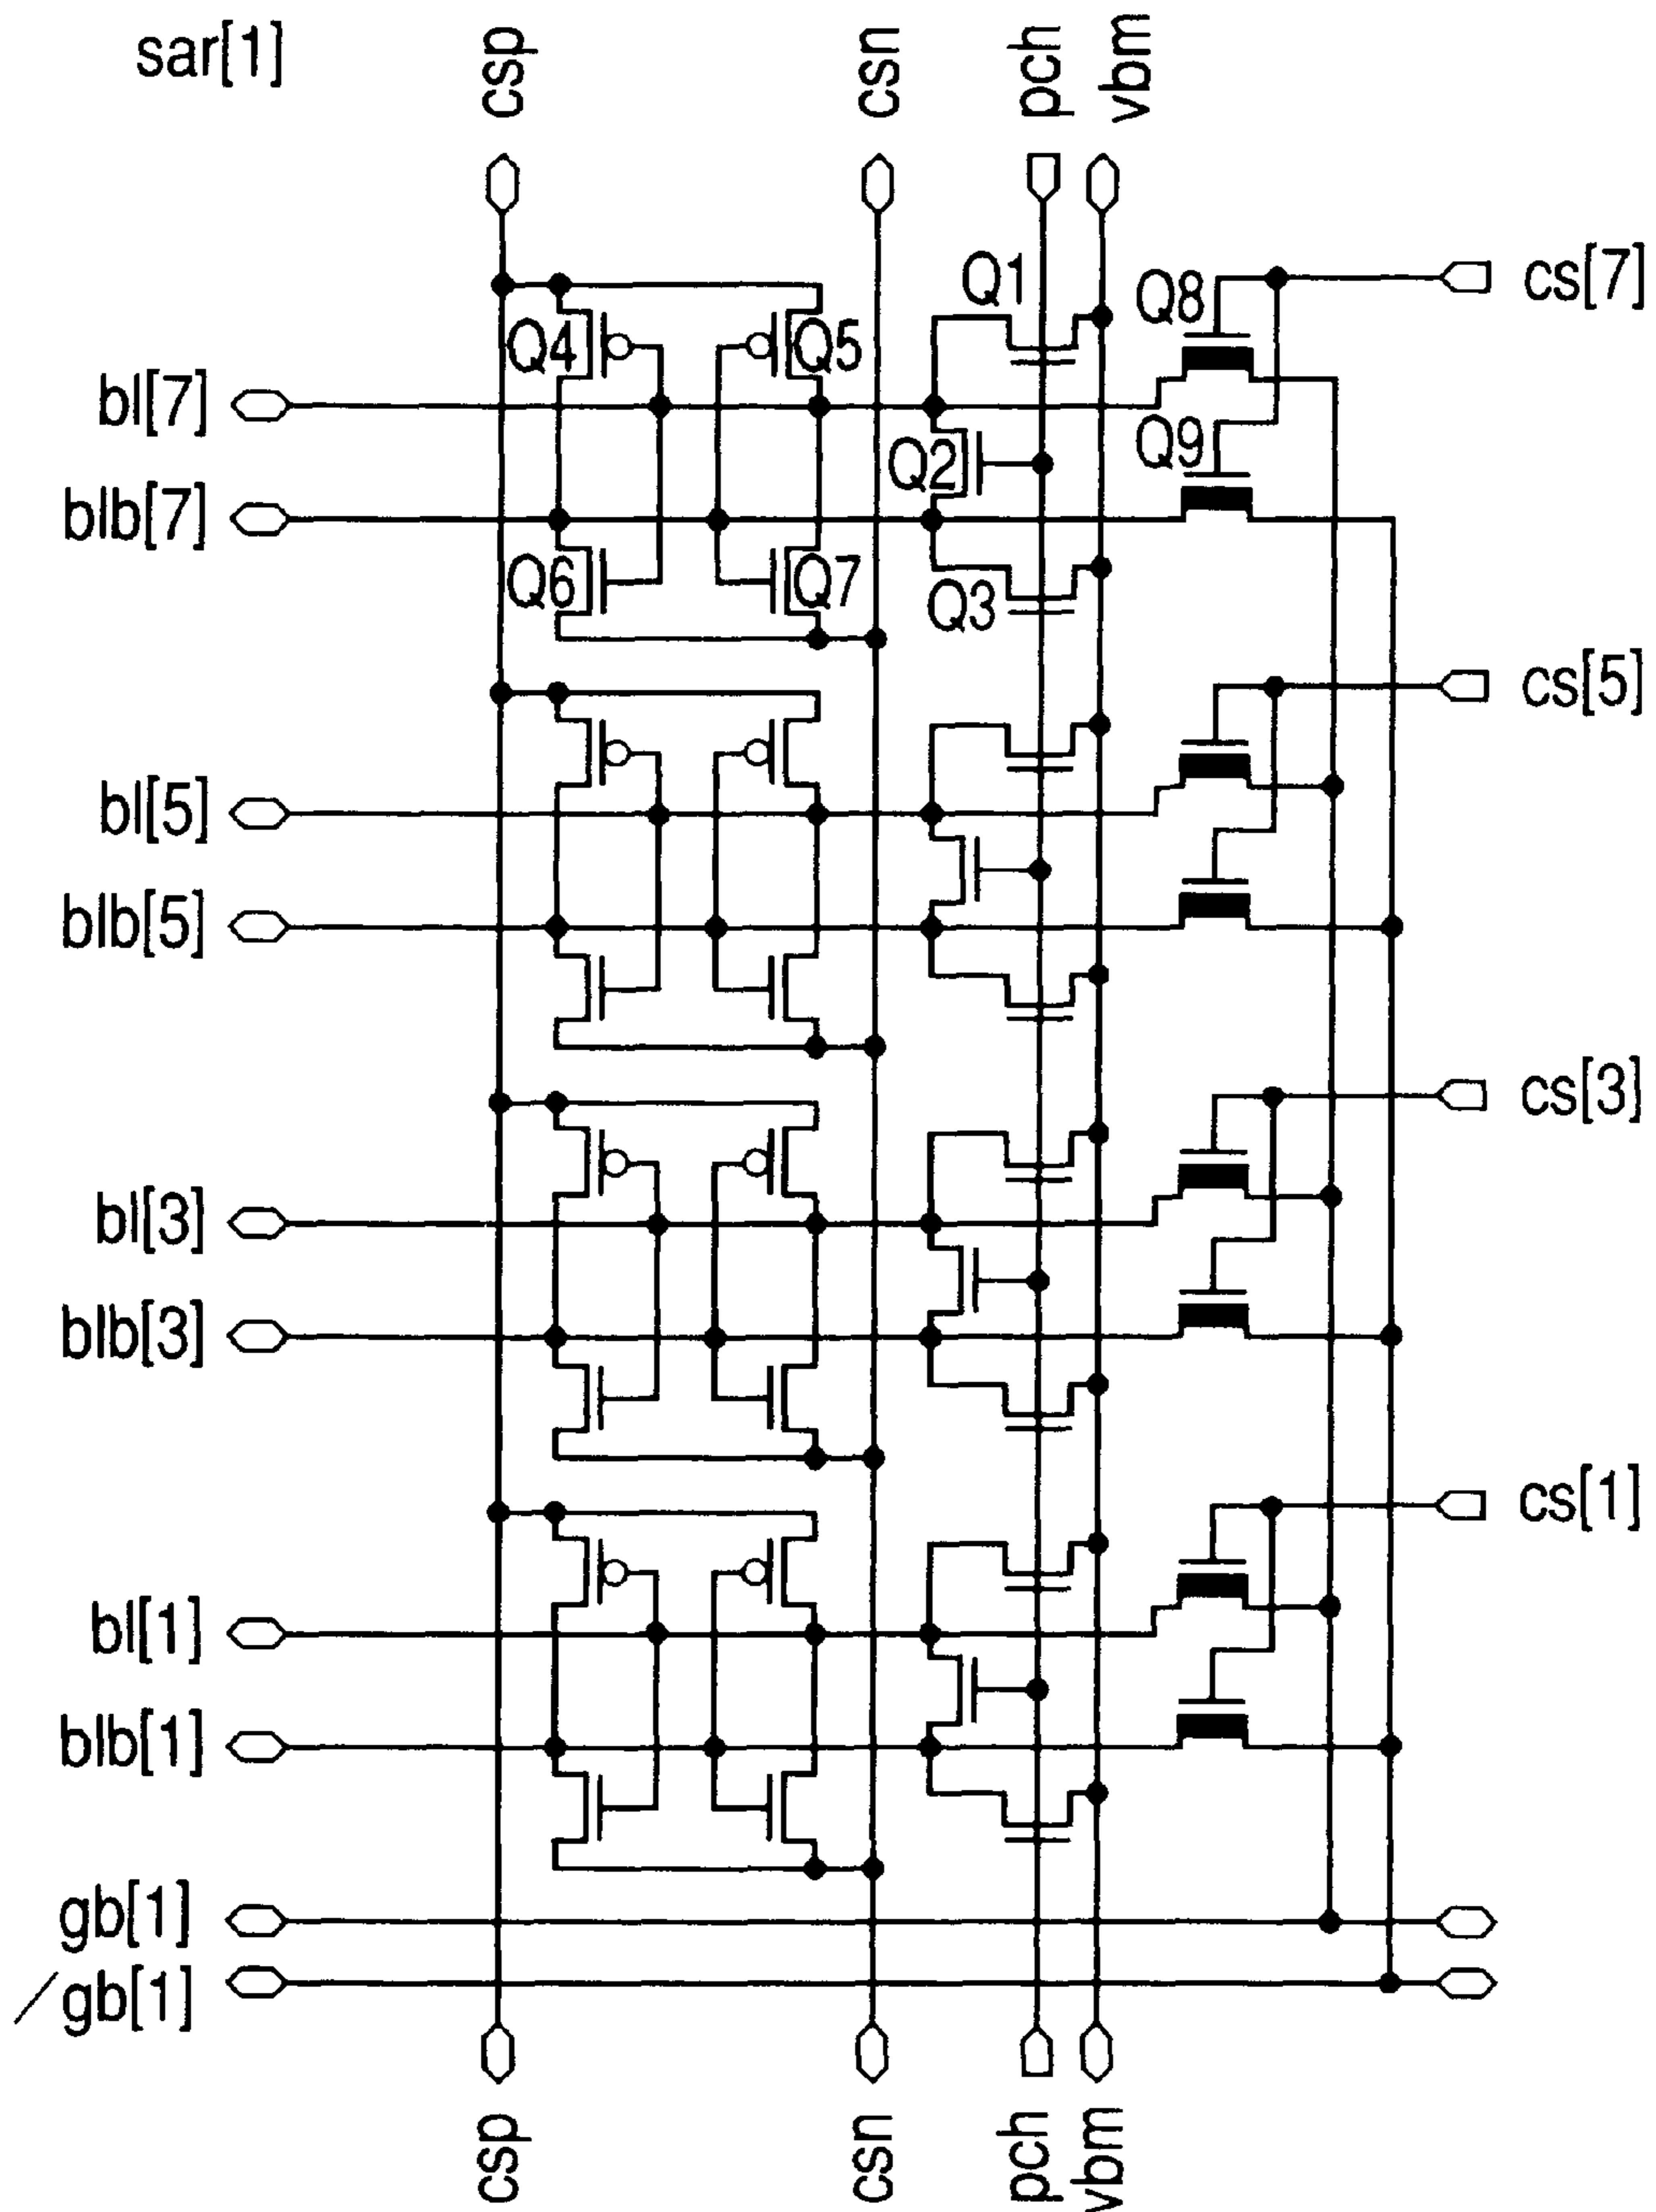 sar[1]
csp
csn
pch
vbm
Q1
Q8
cs[7]
Q4
Q5
bl[7]
Q9
Q2
blb[7]
Q6
Q7
Q3
cs[5]
bl[5]
blb[5]
cs[3]
bl[3]
blb[3]
cs[1]
bl[1]
blb[1]
gb[1]
/gb[1]
csp
csn
pch
vbm